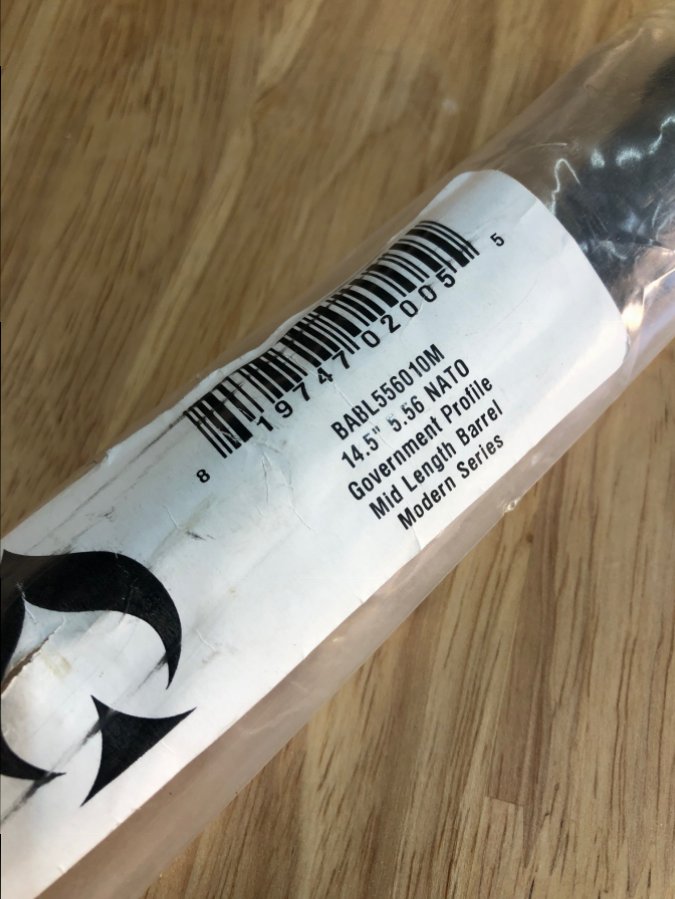 8 19747 02005 5
BABL556010M
14.5" 5.56 NATO
Government Profile
Mid Length Barrel
Modern Series